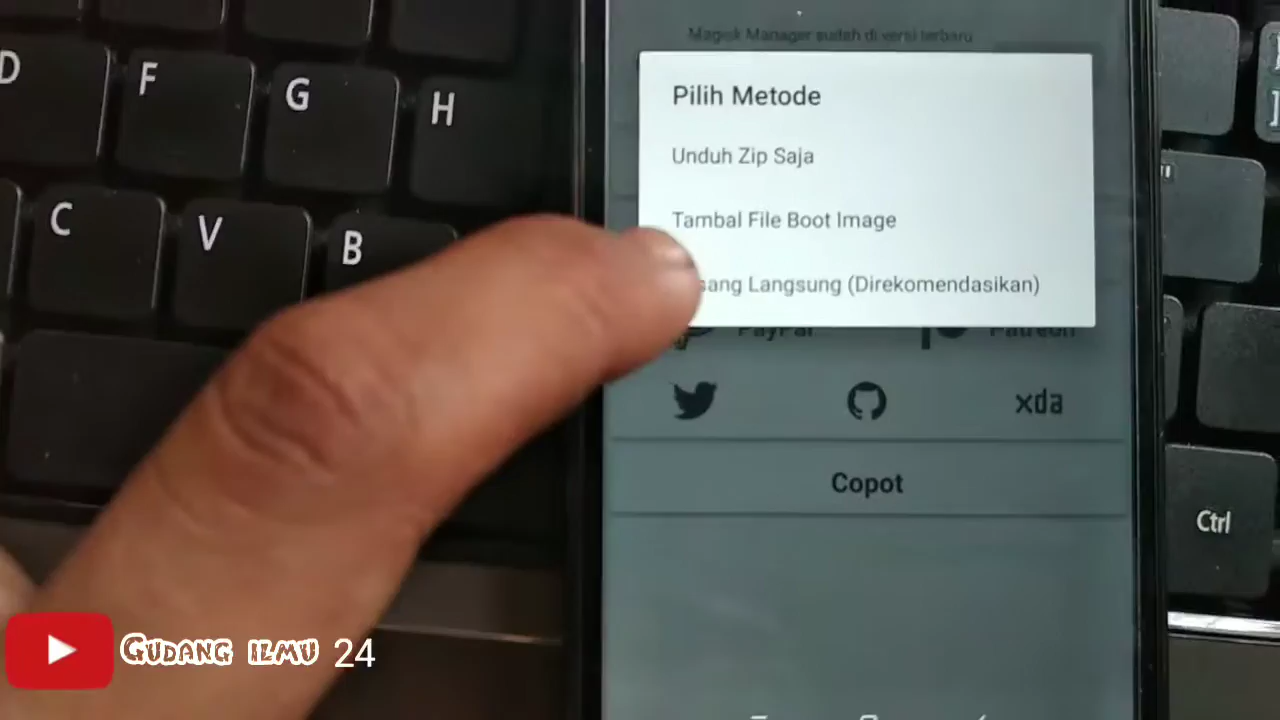 Magisk Manager sudah di versi terbaru
Pilih Metode
Unduh Zip Saja
Tambal File Boot Image
sang Langsung (Direkomendasikan)
PayPal
Patreon
xda
Copot
D
F
G
H
C
V
B
Ctrl
GUDANG ILMU 24